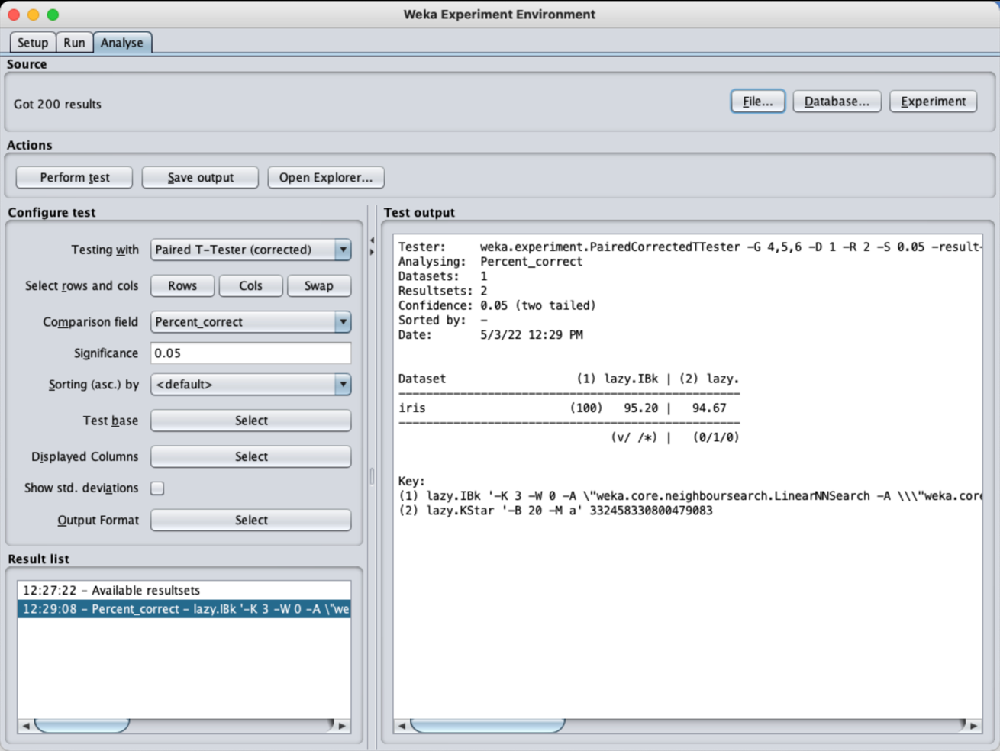 Weka Experiment Environment
Setup Run Analyse
Source
Got 200 results
File... Database... Experiment
Actions
Perform test Save output Open Explorer...
Configure test
Testing with Paired T-Tester (corrected)
Select rows and cols Rows Cols Swap
Comparison field Percent_correct
Significance 0.05
Sorting (asc.) by <default>
Test base Select
Displayed Columns Select
Show std. deviations
Output Format Select
Result list
12:27:22 - Available resultsets
12:29:08 - Percent_correct - lazy.IBk '-K 3 -W 0 -A \"we
Test output
Tester: weka.experiment.PairedCorrectedTTester -G 4,5,6 -D 1 -R 2 -S 0.05 -result-
Analysing: Percent_correct
Datasets: 1
Resultsets: 2
Confidence: 0.05 (two tailed)
Sorted by: -
Date: 5/3/22 12:29 PM
Dataset (1) lazy.IBk | (2) lazy.
iris (100) 95.20 | 94.67
(v/ /*) | (0/1/0)
Key:
(1) lazy.IBk '-K 3 -W 0 -A \"weka.core.neighboursearch.LinearNNSearch -A \\\"weka.core
(2) lazy.KStar '-B 20 -M a' 332458330800479083